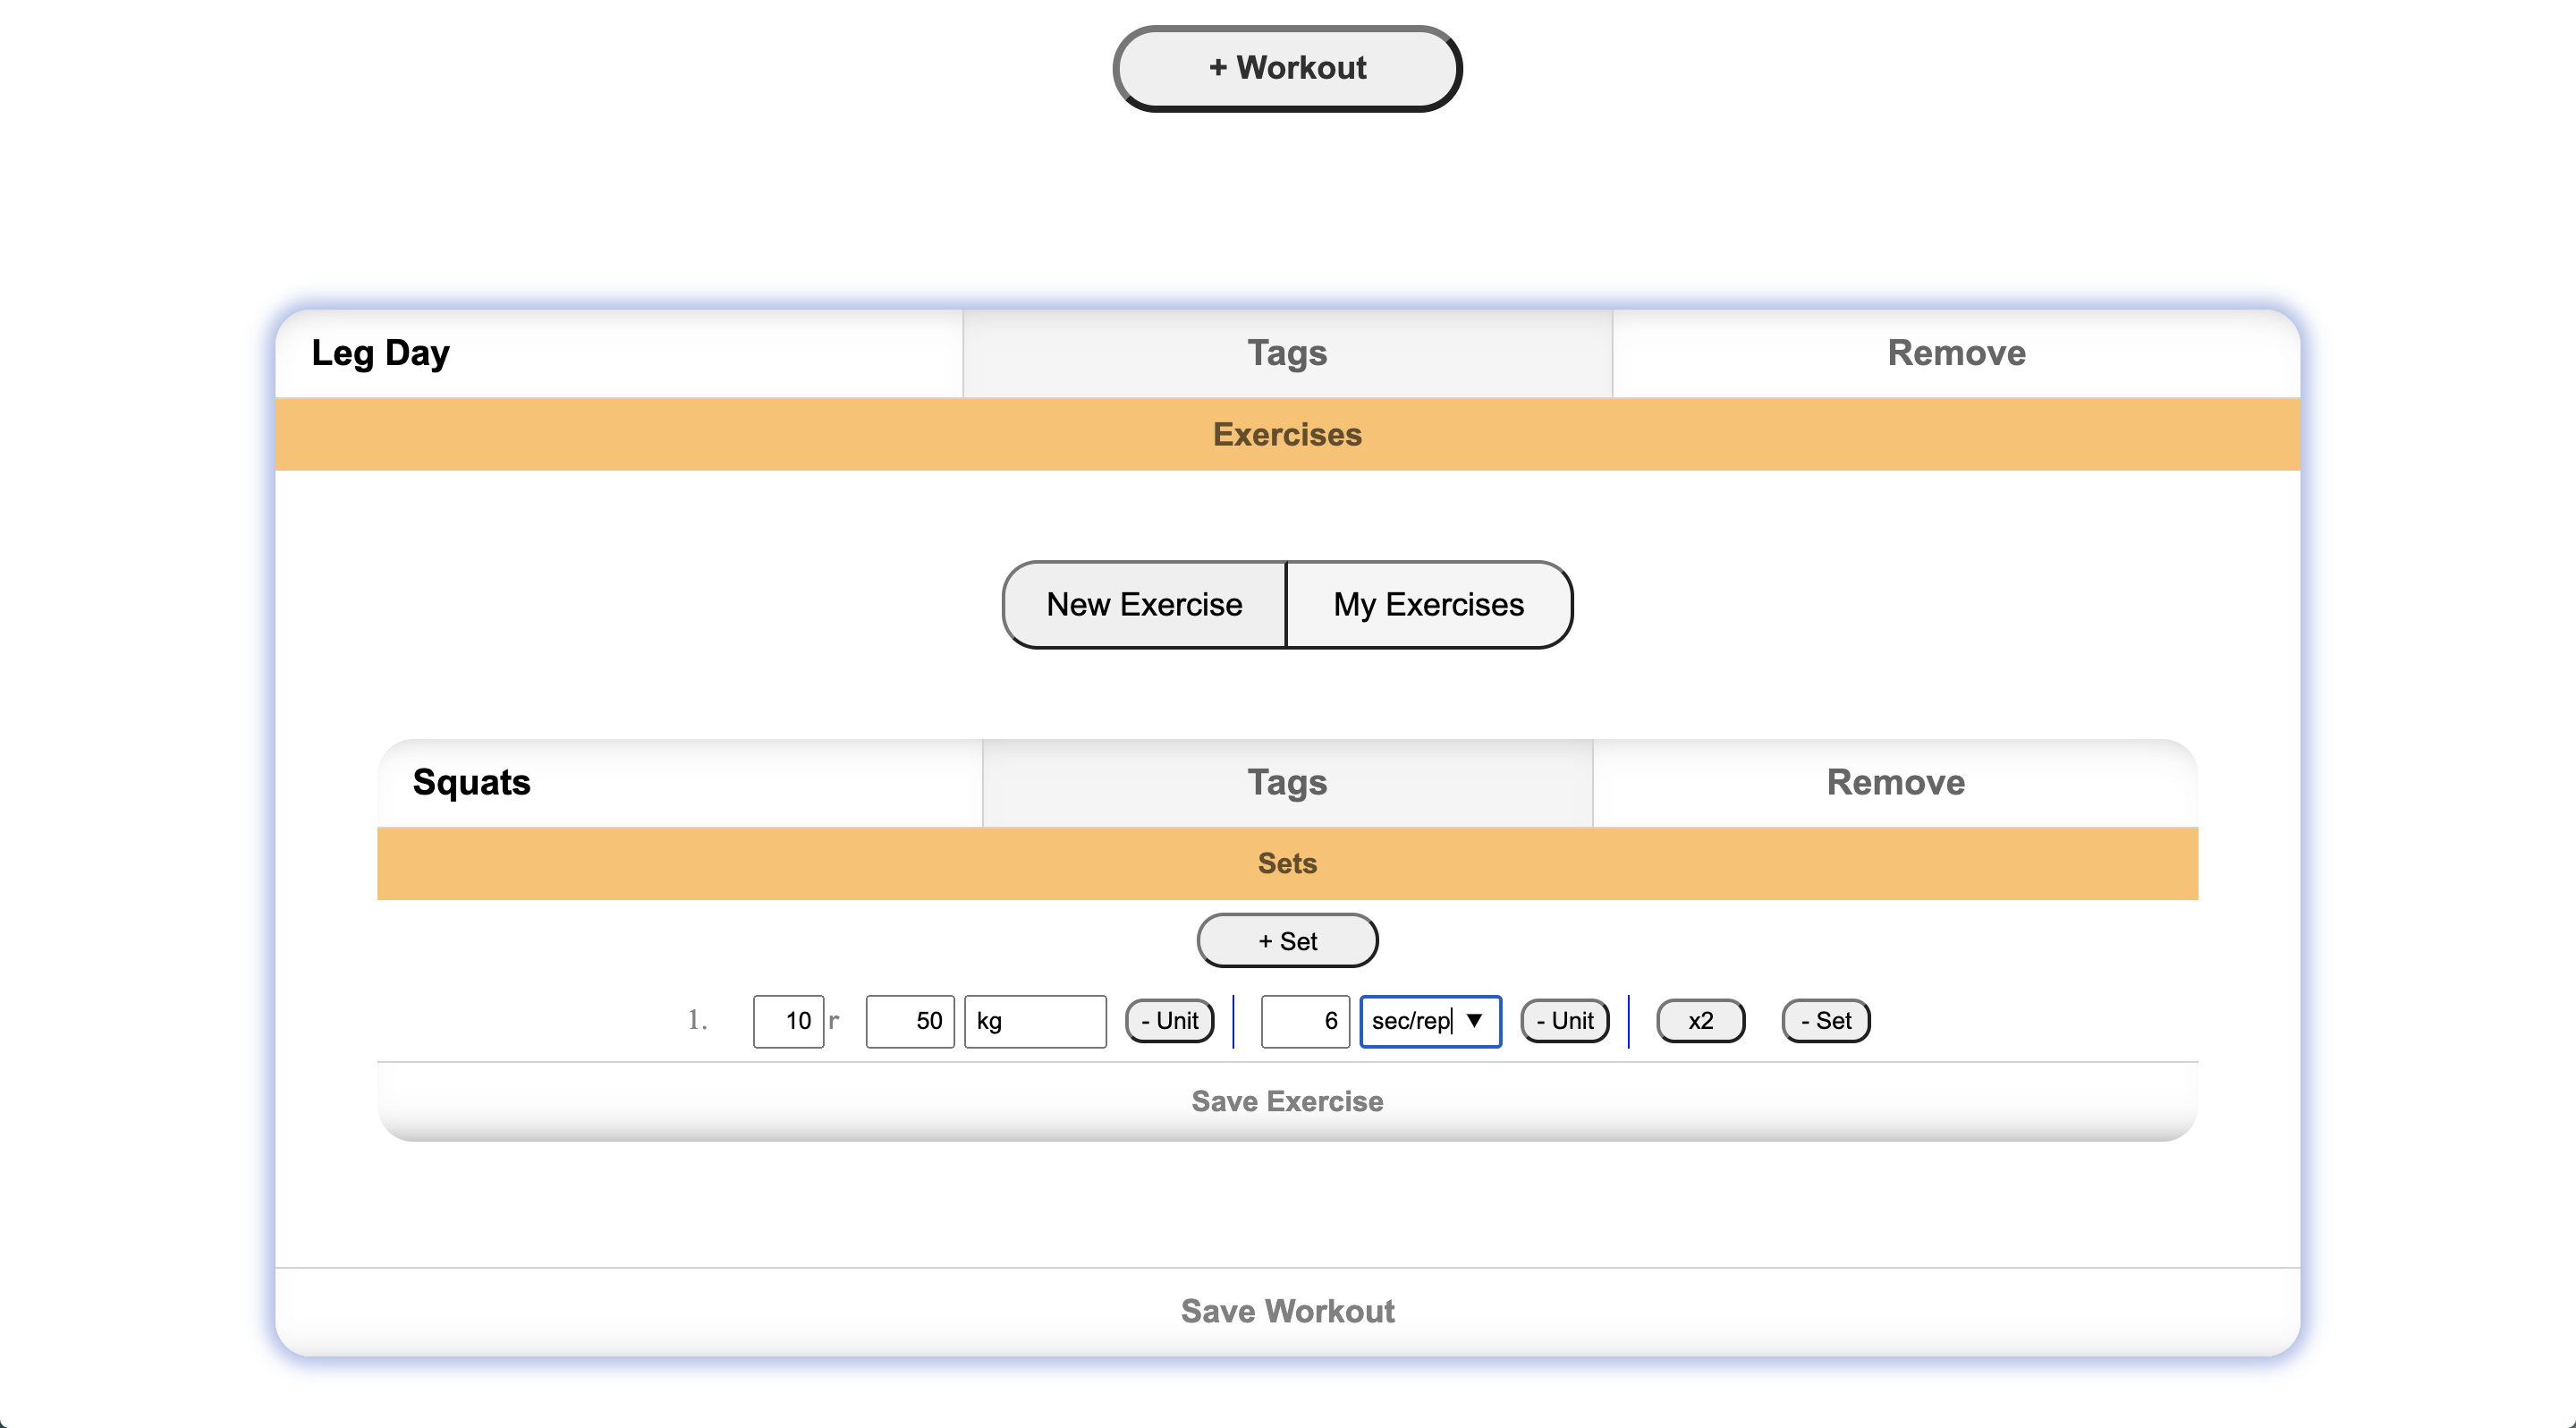 + Workout
Leg Day Tags Remove
Exercises
New Exercise My Exercises
Squats Tags Remove
Sets
+ Set
1. 10 r 50 kg - Unit 6 sec/rep ▼ - Unit x2 - Set
Save Exercise
Save Workout